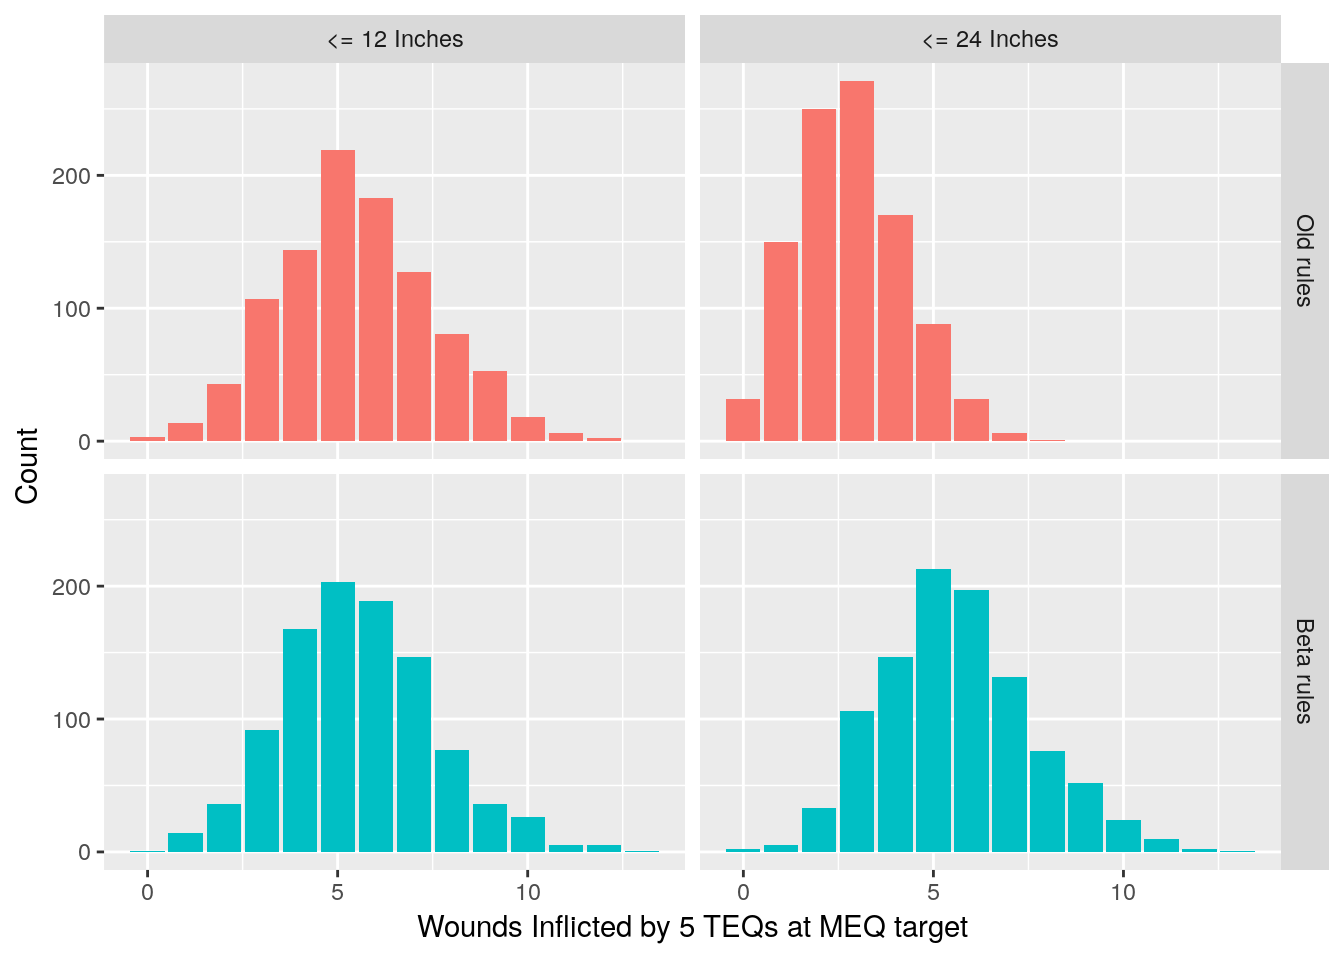 <= 12 Inches
<= 24 Inches
Old rules
Beta rules
Count
200
100
0
200
100
0
0
5
10
0
5
10
Wounds Inflicted by 5 TEQs at MEQ target